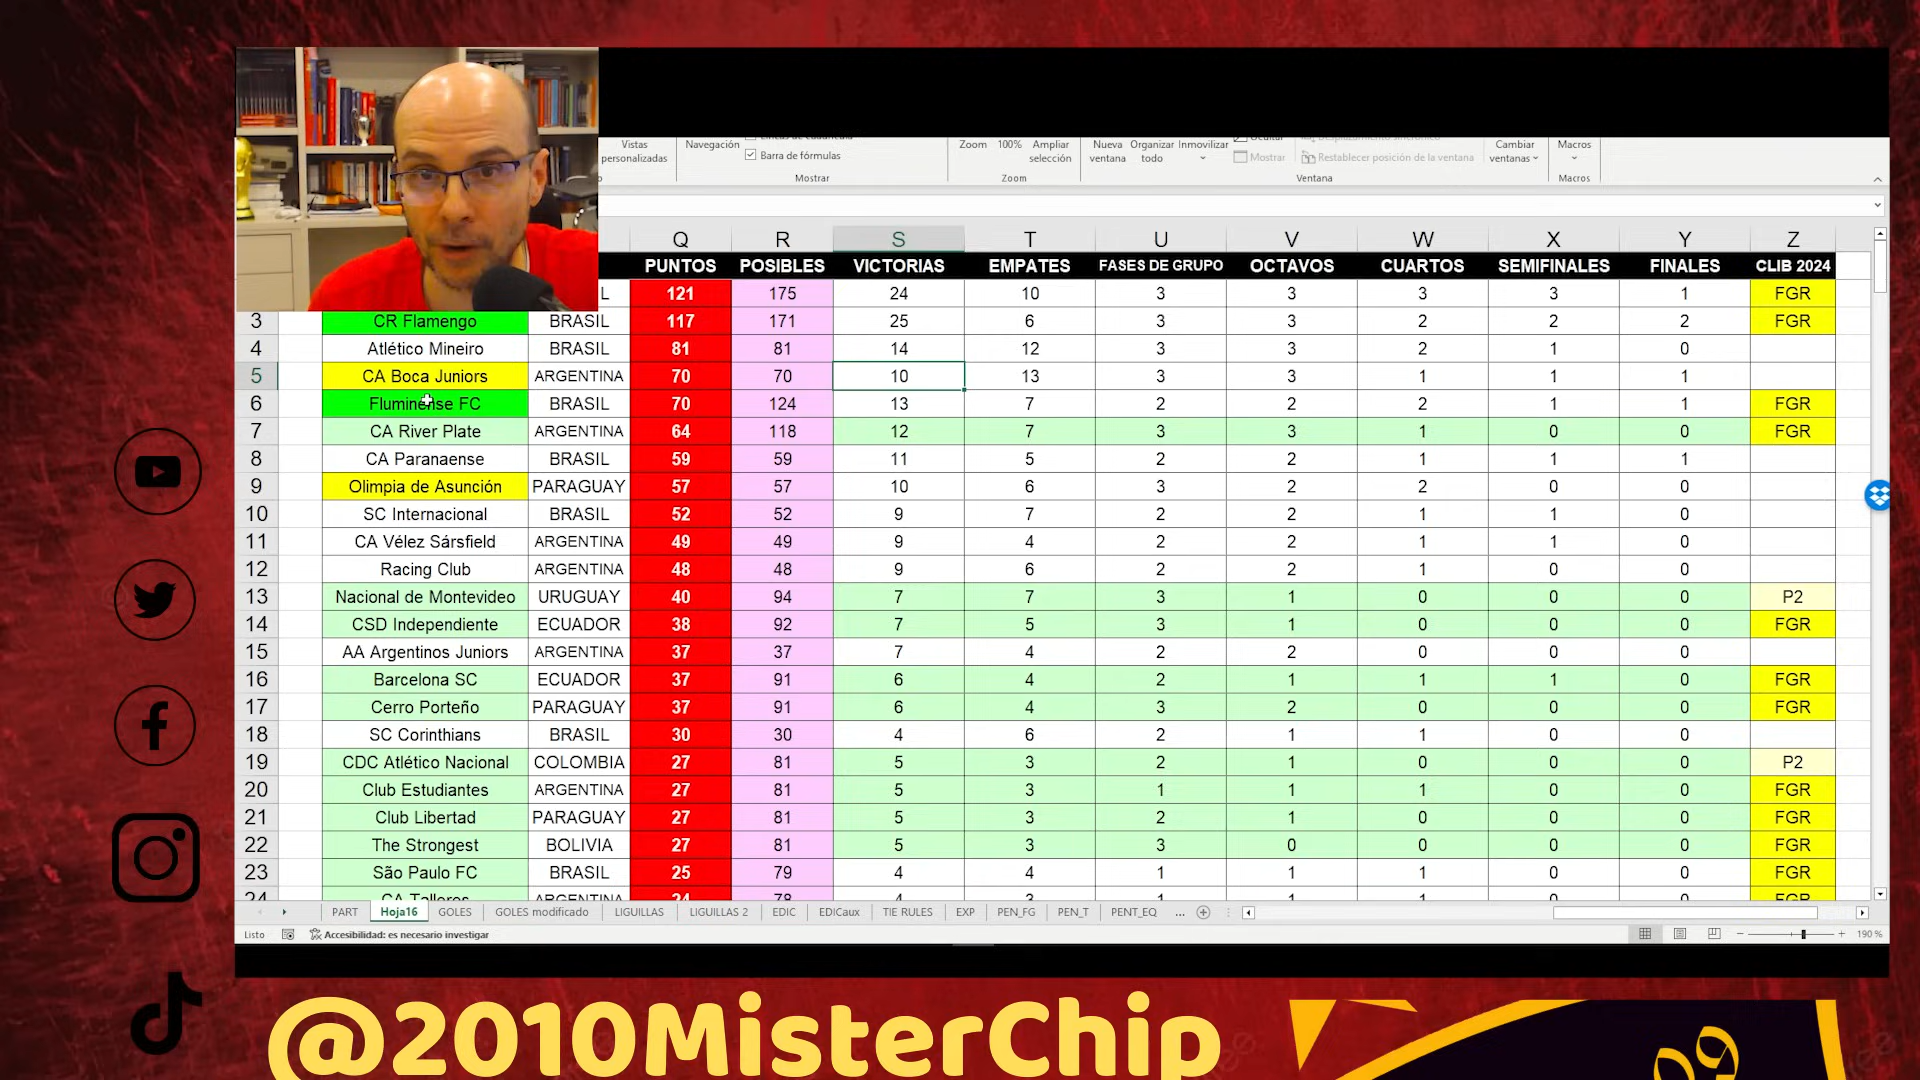 Vistas personalizadas
Navegación
Barra de fórmulas
Mostrar
Zoom 100% Ampliar selección
Zoom
Nueva ventana Organizar todo Inmovilizar
Mostrar
Restablecer posición de la ventana
Ventana
Cambiar ventanas
Macros
Macros
Q R S T U V W X Y Z
PUNTOS POSIBLES VICTORIAS EMPATES FASES DE GRUPO OCTAVOS CUARTOS SEMIFINALES FINALES CLIB 2024
L 121 175 24 10 3 3 3 3 1 FGR
3 CR Flamengo BRASIL 117 171 25 6 3 3 2 2 2 FGR
4 Atlético Mineiro BRASIL 81 81 14 12 3 3 2 1 0
5 CA Boca Juniors ARGENTINA 70 70 10 13 3 3 1 1 1
6 Fluminense FC BRASIL 70 124 13 7 2 2 2 1 1 FGR
7 CA River Plate ARGENTINA 64 118 12 7 3 3 1 0 0 FGR
8 CA Paranaense BRASIL 59 59 11 5 2 2 1 1 1
9 Olimpia de Asunción PARAGUAY 57 57 10 6 3 2 2 0 0
10 SC Internacional BRASIL 52 52 9 7 2 2 1 1 0
11 CA Vélez Sársfield ARGENTINA 49 49 9 4 2 2 1 1 0
12 Racing Club ARGENTINA 48 48 9 6 2 2 1 0 0
13 Nacional de Montevideo URUGUAY 40 94 7 7 3 1 0 0 0 P2
14 CSD Independiente ECUADOR 38 92 7 5 3 1 0 0 0 FGR
15 AA Argentinos Juniors ARGENTINA 37 37 7 4 2 2 0 0 0
16 Barcelona SC ECUADOR 37 91 6 4 2 1 1 1 0 FGR
17 Cerro Porteño PARAGUAY 37 91 6 4 3 2 0 0 0 FGR
18 SC Corinthians BRASIL 30 30 4 6 2 1 1 0 0
19 CDC Atlético Nacional COLOMBIA 27 81 5 3 2 1 0 0 0 P2
20 Club Estudiantes ARGENTINA 27 81 5 3 1 1 1 0 0 FGR
21 Club Libertad PARAGUAY 27 81 5 3 2 1 0 0 0 FGR
22 The Strongest BOLIVIA 27 81 5 3 3 0 0 0 0 FGR
23 São Paulo FC BRASIL 25 79 4 4 1 1 1 0 0 FGR
24 CA Talleres ARGENTINA 24 78 4 3 1 1 1 0 0 FGR
PART Hoja16 GOLES GOLES modificado LIGUILLAS LIGUILLAS 2 EDIC EDICaux TIE RULES EXP PEN_FG PEN_T PENT_EQ ...
Listo Accesibilidad: es necesario investigar 190 %
@2010MisterChip